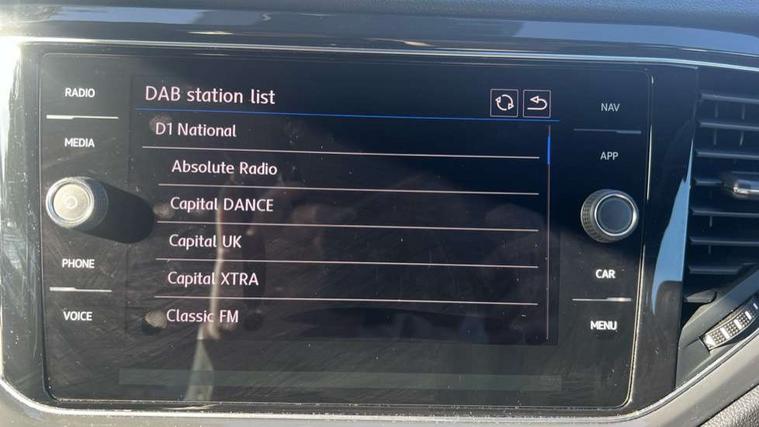 RADIO
MEDIA
PHONE
VOICE
DAB station list
D1 National
Absolute Radio
Capital DANCE
Capital UK
Capital XTRA
Classic FM
NAV
APP
CAR
MENU